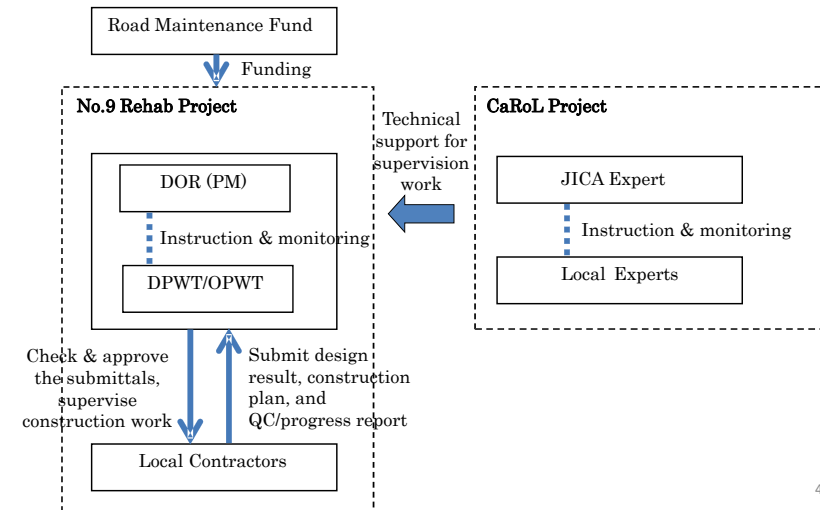 Road Maintenance Fund
Funding
No.9 Rehab Project
DOR (PM)
Instruction & monitoring
DPWT/OPWT
Check & approve
the submittals,
supervise
construction work
Submit design
result, construction
plan, and
QC/progress report
Local Contractors
Technical
support for
supervision
work
CaRoL Project
JICA Expert
Instruction & monitoring
Local Experts
4